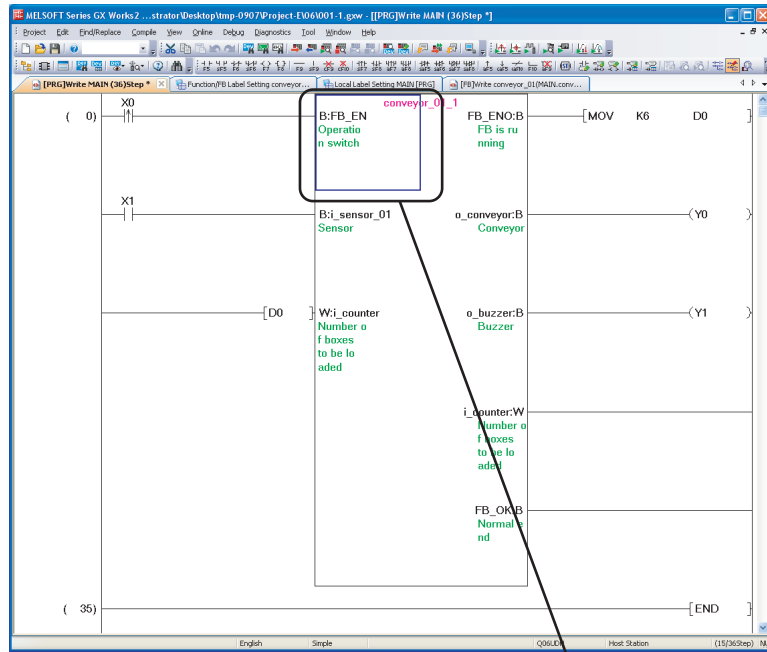 MELSOFT Series GX Works2 ...strator\Desktop\tmp-0907\Project-E\06\001-1.gxw - [[PRG]Write MAIN (36)Step *]
Project Edit Find/Replace Compile View Online Debug Diagnostics Tool Window Help
[PRG]Write MAIN (36)Step * Function/FB Label Setting conveyor... Local Label Setting MAIN [PRG] [FB]Write conveyor_01(MAIN.conv...
conveyor_01_1
( 0) X0 B:FB_EN FB_ENO:B MOV K6 D0
Operatio FB is ru
n switch nning
X1 B:i_sensor_01 o_conveyor:B Y0
Sensor Conveyor
D0 W:i_counter o_buzzer:B Y1
Number o Buzzer
f boxes
to be lo
aded
i_counter:W
Number o
f boxes
to be lo
aded
FB_OK:B
Normal e
nd
( 35) END
English Simple Q06UDH Host Station (15/36Step)